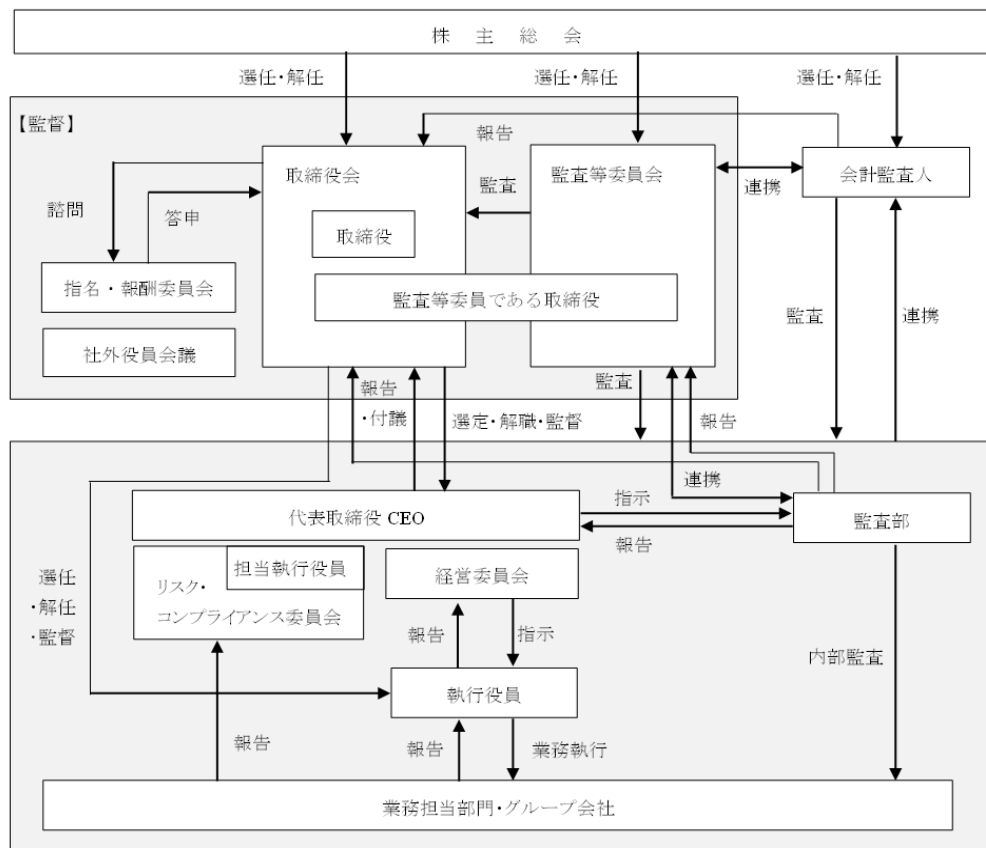 株 主 総 会
選任・解任
選任・解任
選任・解任
【監督】
報告
取締役会
監査等委員会
会計監査人
監査
連携
諮問
答申
取締役
指名・報酬委員会
監査等委員である取締役
社外役員会議
監査
連携
報告
・付議
選定・解職・監督
監査
報告
連携
代表取締役 CEO
指示
監査部
報告
担当執行役員
リスク・
コンプライアンス委員会
経営委員会
選任
・解任
・監督
報告
指示
内部監査
執行役員
報告
報告
業務執行
業務担当部門・グループ会社